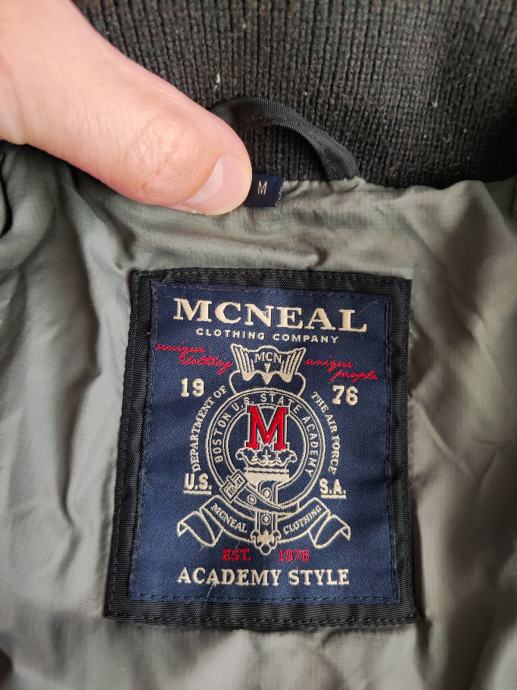 M
MCNEAL
CLOTHING COMPANY
unique clothing
unique people
MCN
19 76
DEPARTMENT OF
THE AIR FORCE
BOSTON U.S. STATE ACADEMY
M
U.S. S.A.
MCNEAL CLOTHING
EST. 1976
ACADEMY STYLE